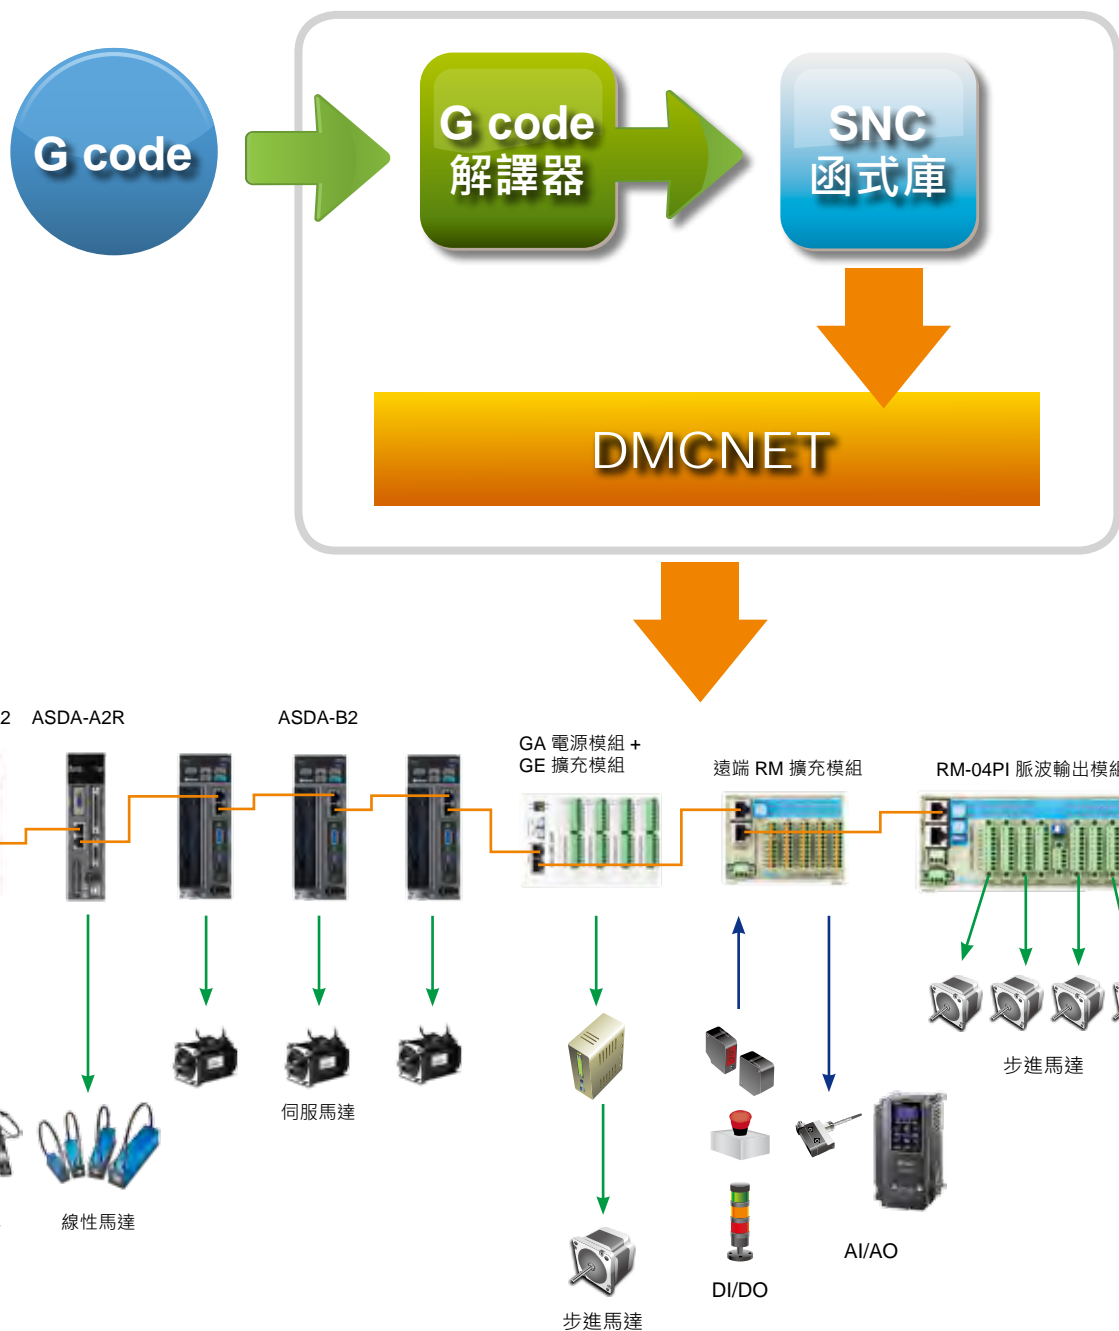 G code
G code
解譯器
SNC
函式庫
DMCNET
2
ASDA-A2R
ASDA-B2
GA 電源模組 +
GE 擴充模組
遠端 RM 擴充模組
RM-04PI 脈波輸出模組
步進馬達
伺服馬達
線性馬達
AI/AO
DI/DO
步進馬達